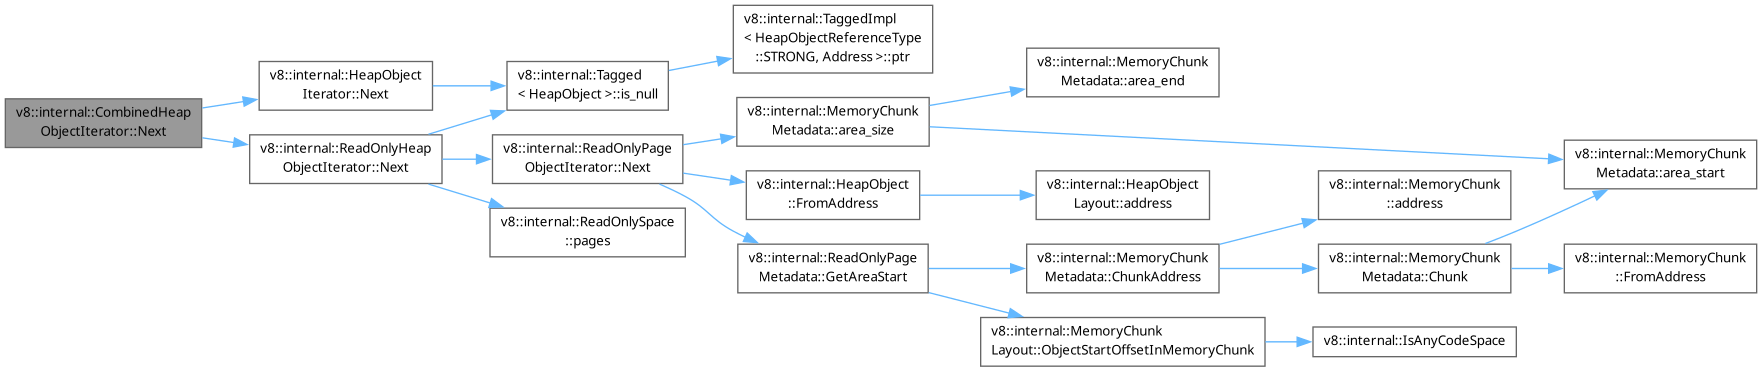 v8::internal::CombinedHeap
ObjectIterator::Next
v8::internal::HeapObject
Iterator::Next
v8::internal::ReadOnlyHeap
ObjectIterator::Next
v8::internal::Tagged
< HeapObject >::is_null
v8::internal::ReadOnlyPage
ObjectIterator::Next
v8::internal::ReadOnlySpace
::pages
v8::internal::TaggedImpl
< HeapObjectReferenceType
::STRONG, Address >::ptr
v8::internal::MemoryChunk
Metadata::area_size
v8::internal::HeapObject
::FromAddress
v8::internal::ReadOnlyPage
Metadata::GetAreaStart
v8::internal::MemoryChunk
Metadata::area_end
v8::internal::HeapObject
Layout::address
v8::internal::MemoryChunk
Metadata::ChunkAddress
v8::internal::MemoryChunk
Layout::ObjectStartOffsetInMemoryChunk
v8::internal::MemoryChunk
::address
v8::internal::MemoryChunk
Metadata::Chunk
v8::internal::IsAnyCodeSpace
v8::internal::MemoryChunk
Metadata::area_start
v8::internal::MemoryChunk
::FromAddress